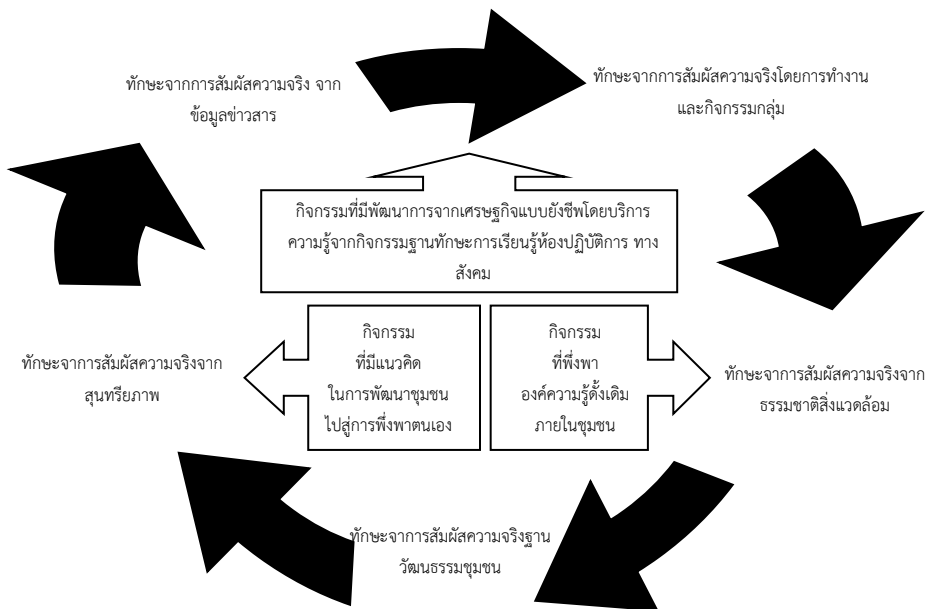 ทักษะจากการสัมผัสความจริง จาก
ข้อมูลข่าวสาร
ทักษะจากการสัมผัสความจริงโดยการทำงาน
และกิจกรรมกลุ่ม
กิจกรรมที่มีพัฒนาการจากเศรษฐกิจแบบยังชีพโดยบริการ
ความรู้จากกิจกรรมฐานทักษะการเรียนรู้ห้องปฏิบัติการ ทาง
สังคม
ทักษะจาการสัมผัสความจริงจาก
สุนทรียภาพ
กิจกรรม
ที่มีแนวคิด
ในการพัฒนาชุมชน
ไปสู่การพึ่งพาตนเอง
กิจกรรม
ที่พึ่งพา
องค์ความรู้ดั้งเดิม
ภายในชุมชน
ทักษะจาการสัมผัสความจริงจาก
ธรรมชาติสิ่งแวดล้อม
ทักษะจาการสัมผัสความจริงฐาน
วัฒนธรรมชุมชน